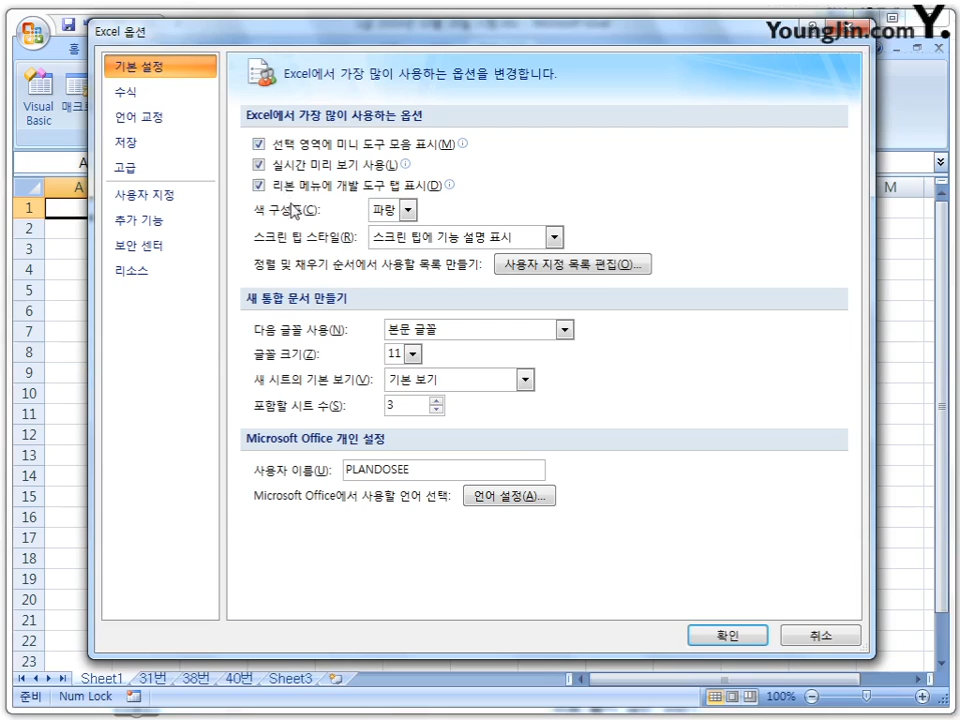 Younglin.com Y.
Excel 옵션
홈
Visual
Basic
매크로
기본 설정
수식
언어 교정
저장
고급
사용자 지정
추가 기능
보안 센터
리소스
Excel에서 가장 많이 사용하는 옵션을 변경합니다.
Excel에서 가장 많이 사용하는 옵션
선택 영역에 미니 도구 모음 표시(M)
실시간 미리 보기 사용(L)
리본 메뉴에 개발 도구 탭 표시(D)
색 구성표(C): 파랑
스크린 팁 스타일(R): 스크린 팁에 기능 설명 표시
정렬 및 채우기 순서에서 사용할 목록 만들기: 사용자 지정 목록 편집(O)...
새 통합 문서 만들기
다음 글꼴 사용(N): 본문 글꼴
글꼴 크기(Z): 11
새 시트의 기본 보기(V): 기본 보기
포함할 시트 수(S): 3
Microsoft Office 개인 설정
사용자 이름(U): PLANDOSEE
Microsoft Office에서 사용할 언어 선택: 언어 설정(A)...
확인 취소
A
A M
1
2
3
4
5
6
7
8
9
10
11
12
13
14
15
16
17
18
19
20
21
22
23
Sheet1 31번 38번 40번 Sheet3
준비 Num Lock 100%